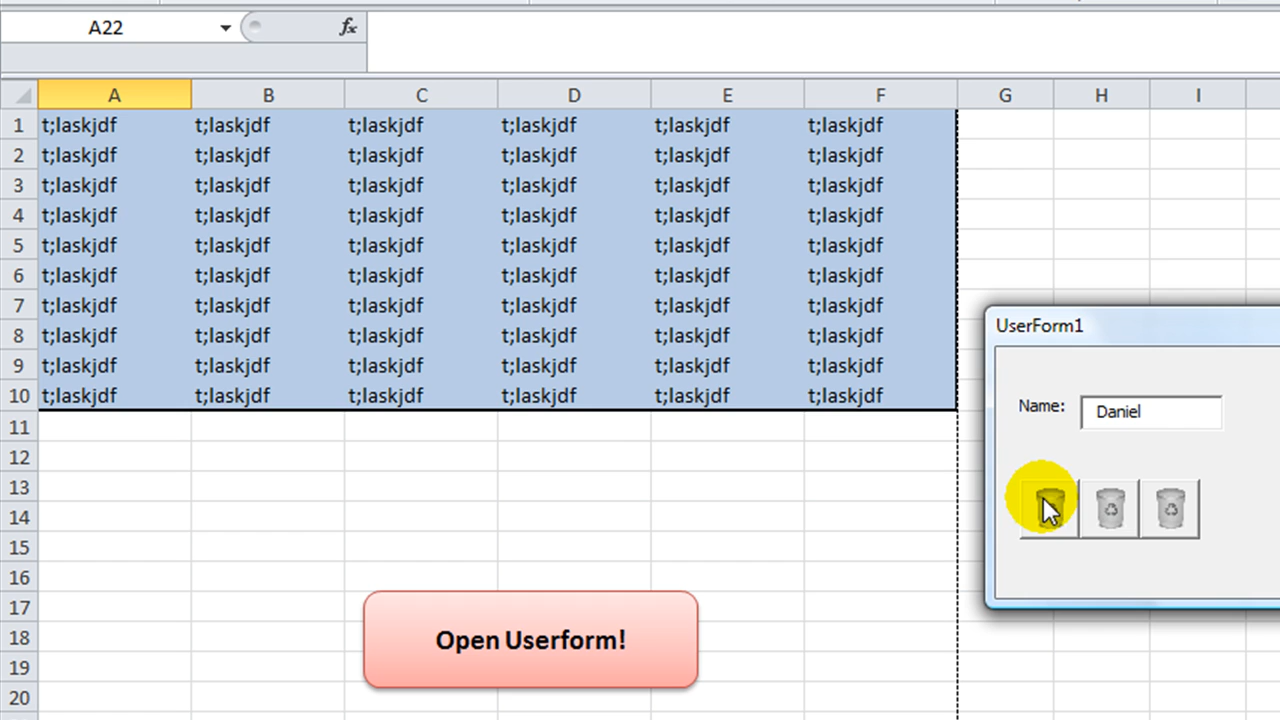 A22 fx
A B C D E F G H I
1 t;laskjdf t;laskjdf t;laskjdf t;laskjdf t;laskjdf t;laskjdf
2 t;laskjdf t;laskjdf t;laskjdf t;laskjdf t;laskjdf t;laskjdf
3 t;laskjdf t;laskjdf t;laskjdf t;laskjdf t;laskjdf t;laskjdf
4 t;laskjdf t;laskjdf t;laskjdf t;laskjdf t;laskjdf t;laskjdf
5 t;laskjdf t;laskjdf t;laskjdf t;laskjdf t;laskjdf t;laskjdf
6 t;laskjdf t;laskjdf t;laskjdf t;laskjdf t;laskjdf t;laskjdf
7 t;laskjdf t;laskjdf t;laskjdf t;laskjdf t;laskjdf t;laskjdf
8 t;laskjdf t;laskjdf t;laskjdf t;laskjdf t;laskjdf t;laskjdf
9 t;laskjdf t;laskjdf t;laskjdf t;laskjdf t;laskjdf t;laskjdf
10 t;laskjdf t;laskjdf t;laskjdf t;laskjdf t;laskjdf t;laskjdf
11
12
13
14
15
16
17
18
19
20
Open Userform!
UserForm1
Name: Daniel